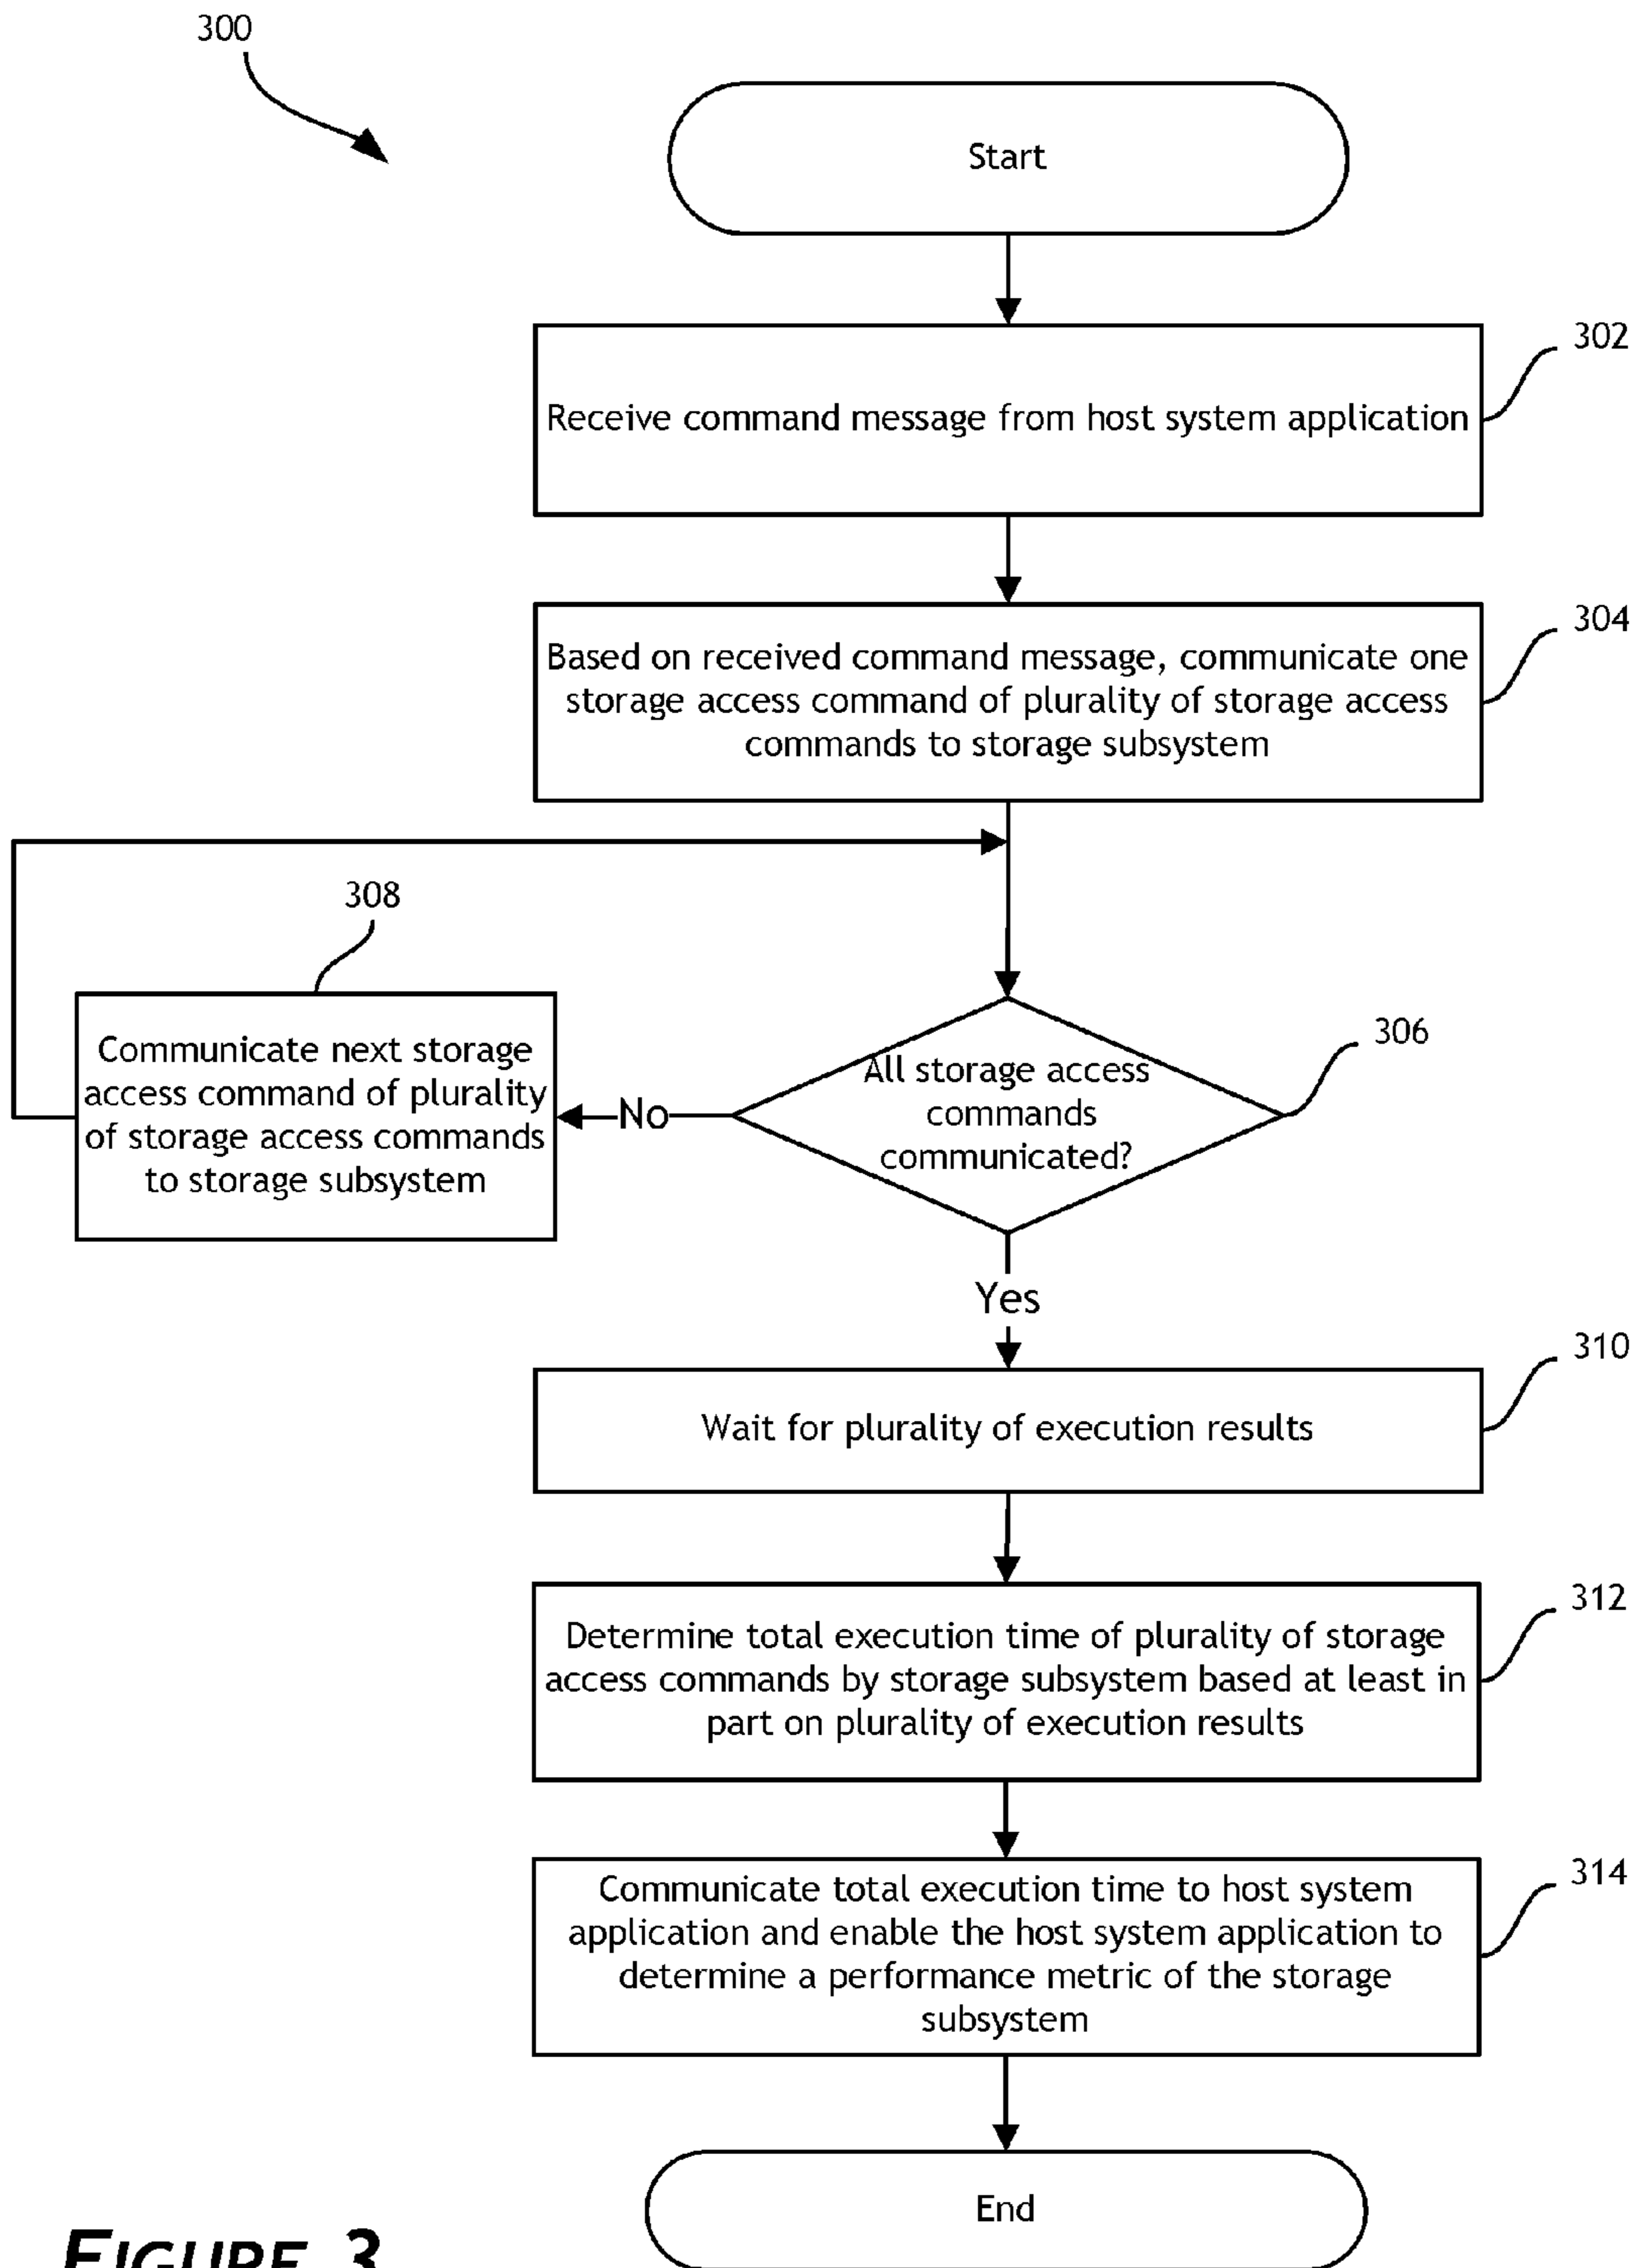 300
Start
302
Receive command message from host system application
304
Based on received command message, communicate one
storage access command of plurality of storage access
commands to storage subsystem
308
Communicate next storage
access command of plurality
of storage access commands
to storage subsystem
No
306
All storage access
commands
communicated?
Yes
310
Wait for plurality of execution results
312
Determine total execution time of plurality of storage
access commands by storage subsystem based at least in
part on plurality of execution results
314
Communicate total execution time to host system
application and enable the host system application to
determine a performance metric of the storage
subsystem
End
FIGURE 3